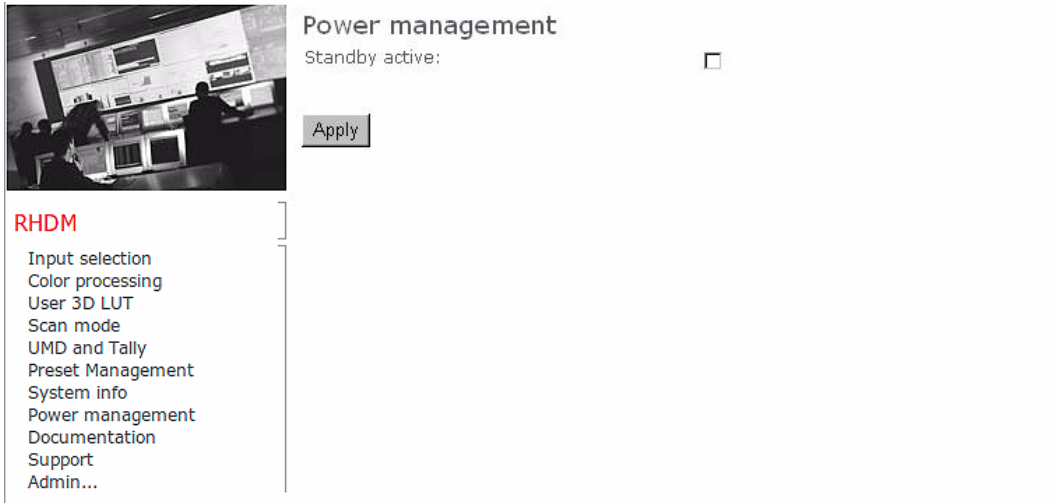 Power management
Standby active:
Apply
RHDM
Input selection
Color processing
User 3D LUT
Scan mode
UMD and Tally
Preset Management
System info
Power management
Documentation
Support
Admin...